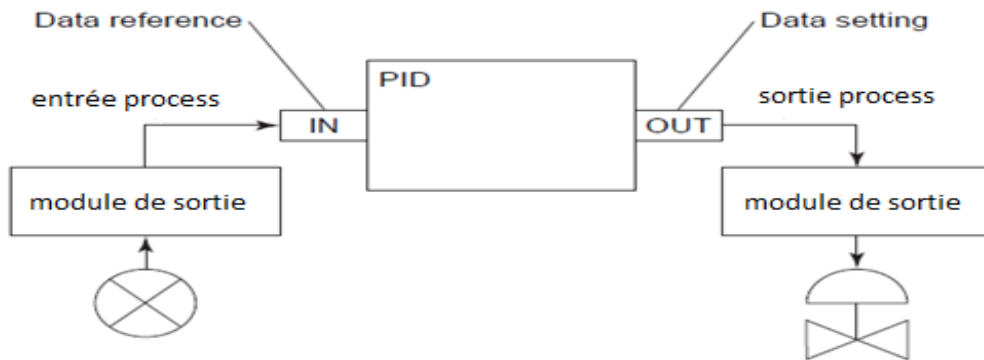 Data reference
Data setting
PID
entrée process
sortie process
IN
OUT
module de sortie
module de sortie